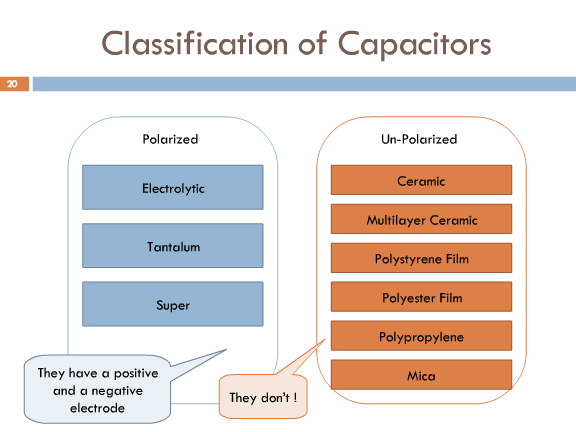 Classification of Capacitors
20
Polarized
Electrolytic
Tantalum
Super
They have a positive
and a negative
electrode
Un-Polarized
Ceramic
Multilayer Ceramic
Polystyrene Film
Polyester Film
Polypropylene
Mica
They don't !